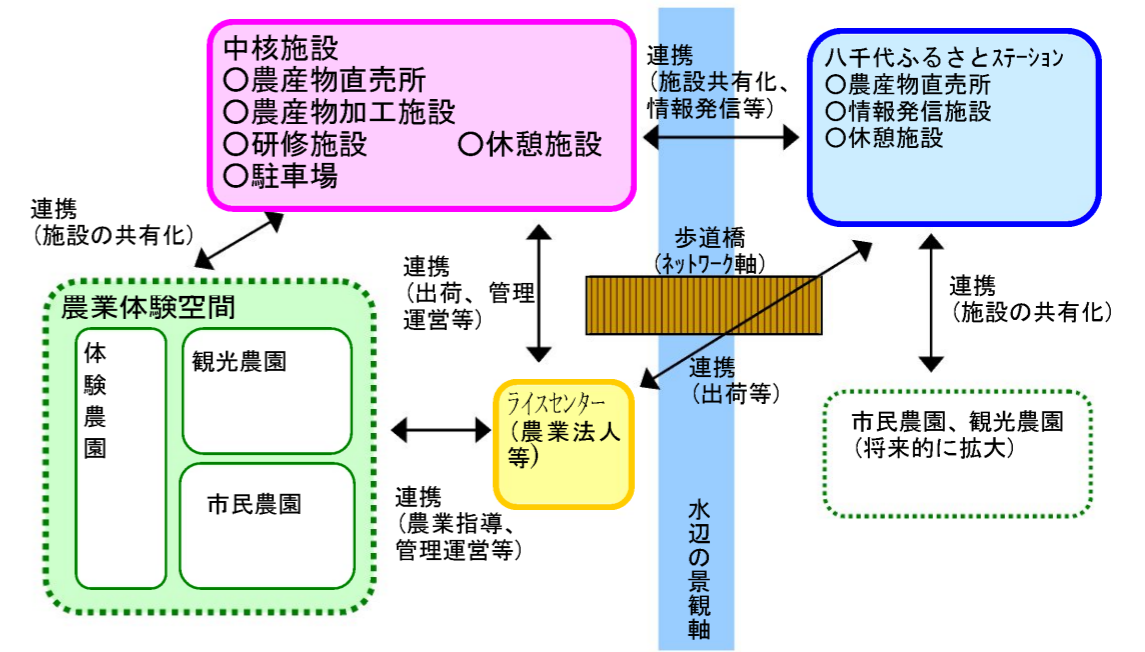 中核施設
〇農産物直売所
〇農産物加工施設
〇研修施設　〇休憩施設
〇駐車場
連携
(施設共有化、
情報発信等)
八千代ふるさとｽﾃｰｼｮﾝ
〇農産物直売所
〇情報発信施設
〇休憩施設
連携
(施設の共有化)
連携
(出荷、管理
運営等)
歩道橋
(ﾈｯﾄﾜｰｸ軸)
連携
(施設の共有化)
農業体験空間
体験農園
観光農園
市民農園
ﾗｲｽｾﾝﾀｰ
(農業法人
等)
連携
(出荷等)
市民農園、観光農園
(将来的に拡大)
連携
(農業指導、
管理運営等)
水辺の景観軸